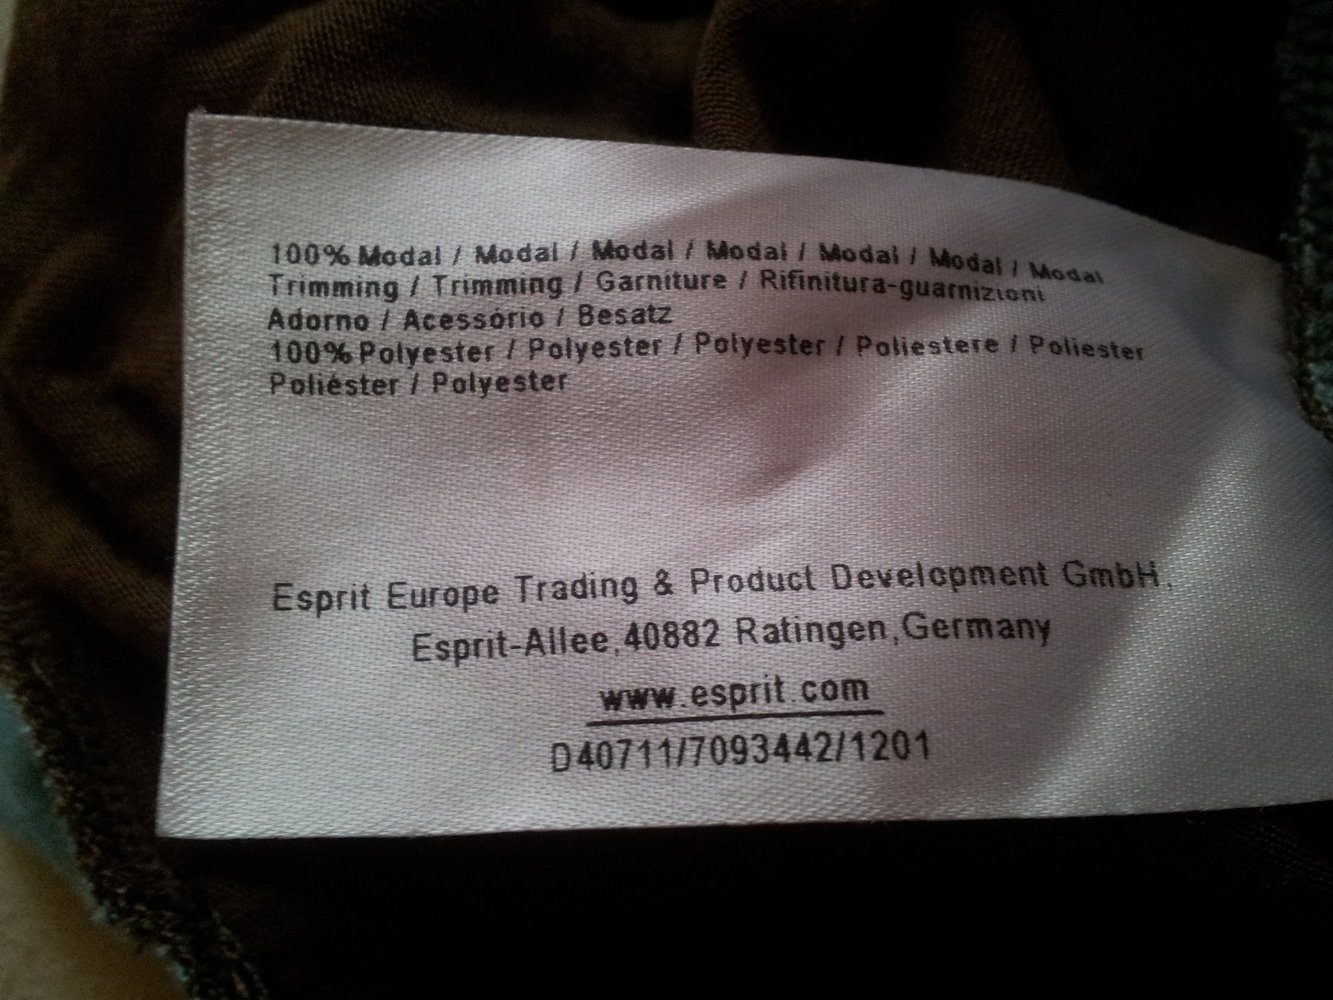 100% Modal / Modal / Modal / Modal / Modal / Modal / Modal
Trimming / Trimming / Garniture / Rifinitura-guarnizioni
Adorno / Acessório / Besatz
100% Polyester / Polyester / Polyester / Poliestere / Poliester
Poliéster / Polyester
Esprit Europe Trading & Product Development GmbH,
Esprit-Allee,40882 Ratingen,Germany
www.esprit.com
D40711/7093442/1201